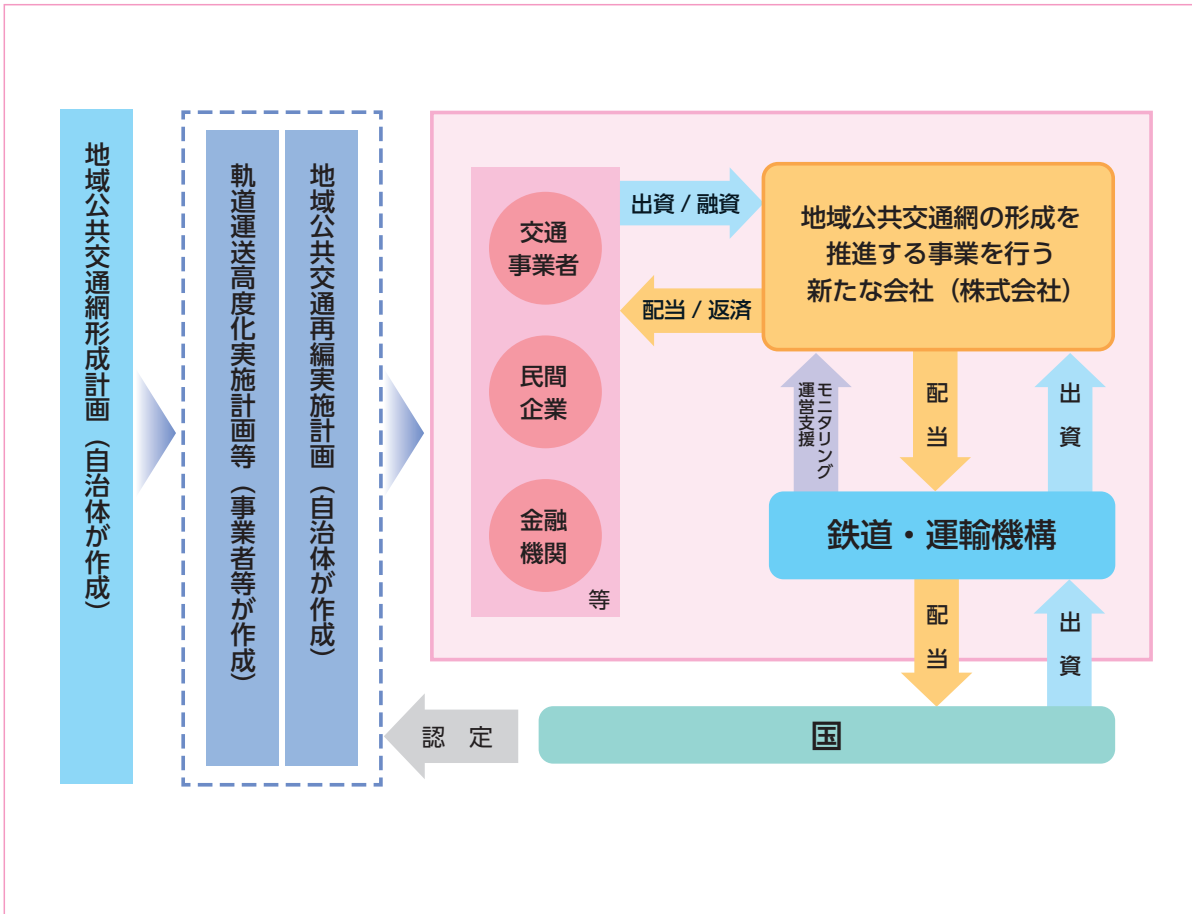 地域公共交通網形成計画（自治体が作成）
軌道運送高度化実施計画等（事業者等が作成）
地域公共交通再編実施計画（自治体が作成）
交通
事業者
民間
企業
金融
機関
等
出資 / 融資
配当 / 返済
地域公共交通網の形成を
推進する事業を行う
新たな会社（株式会社）
モニタリング
運営支援
配当
出資
鉄道・運輸機構
配当
出資
認　定
国